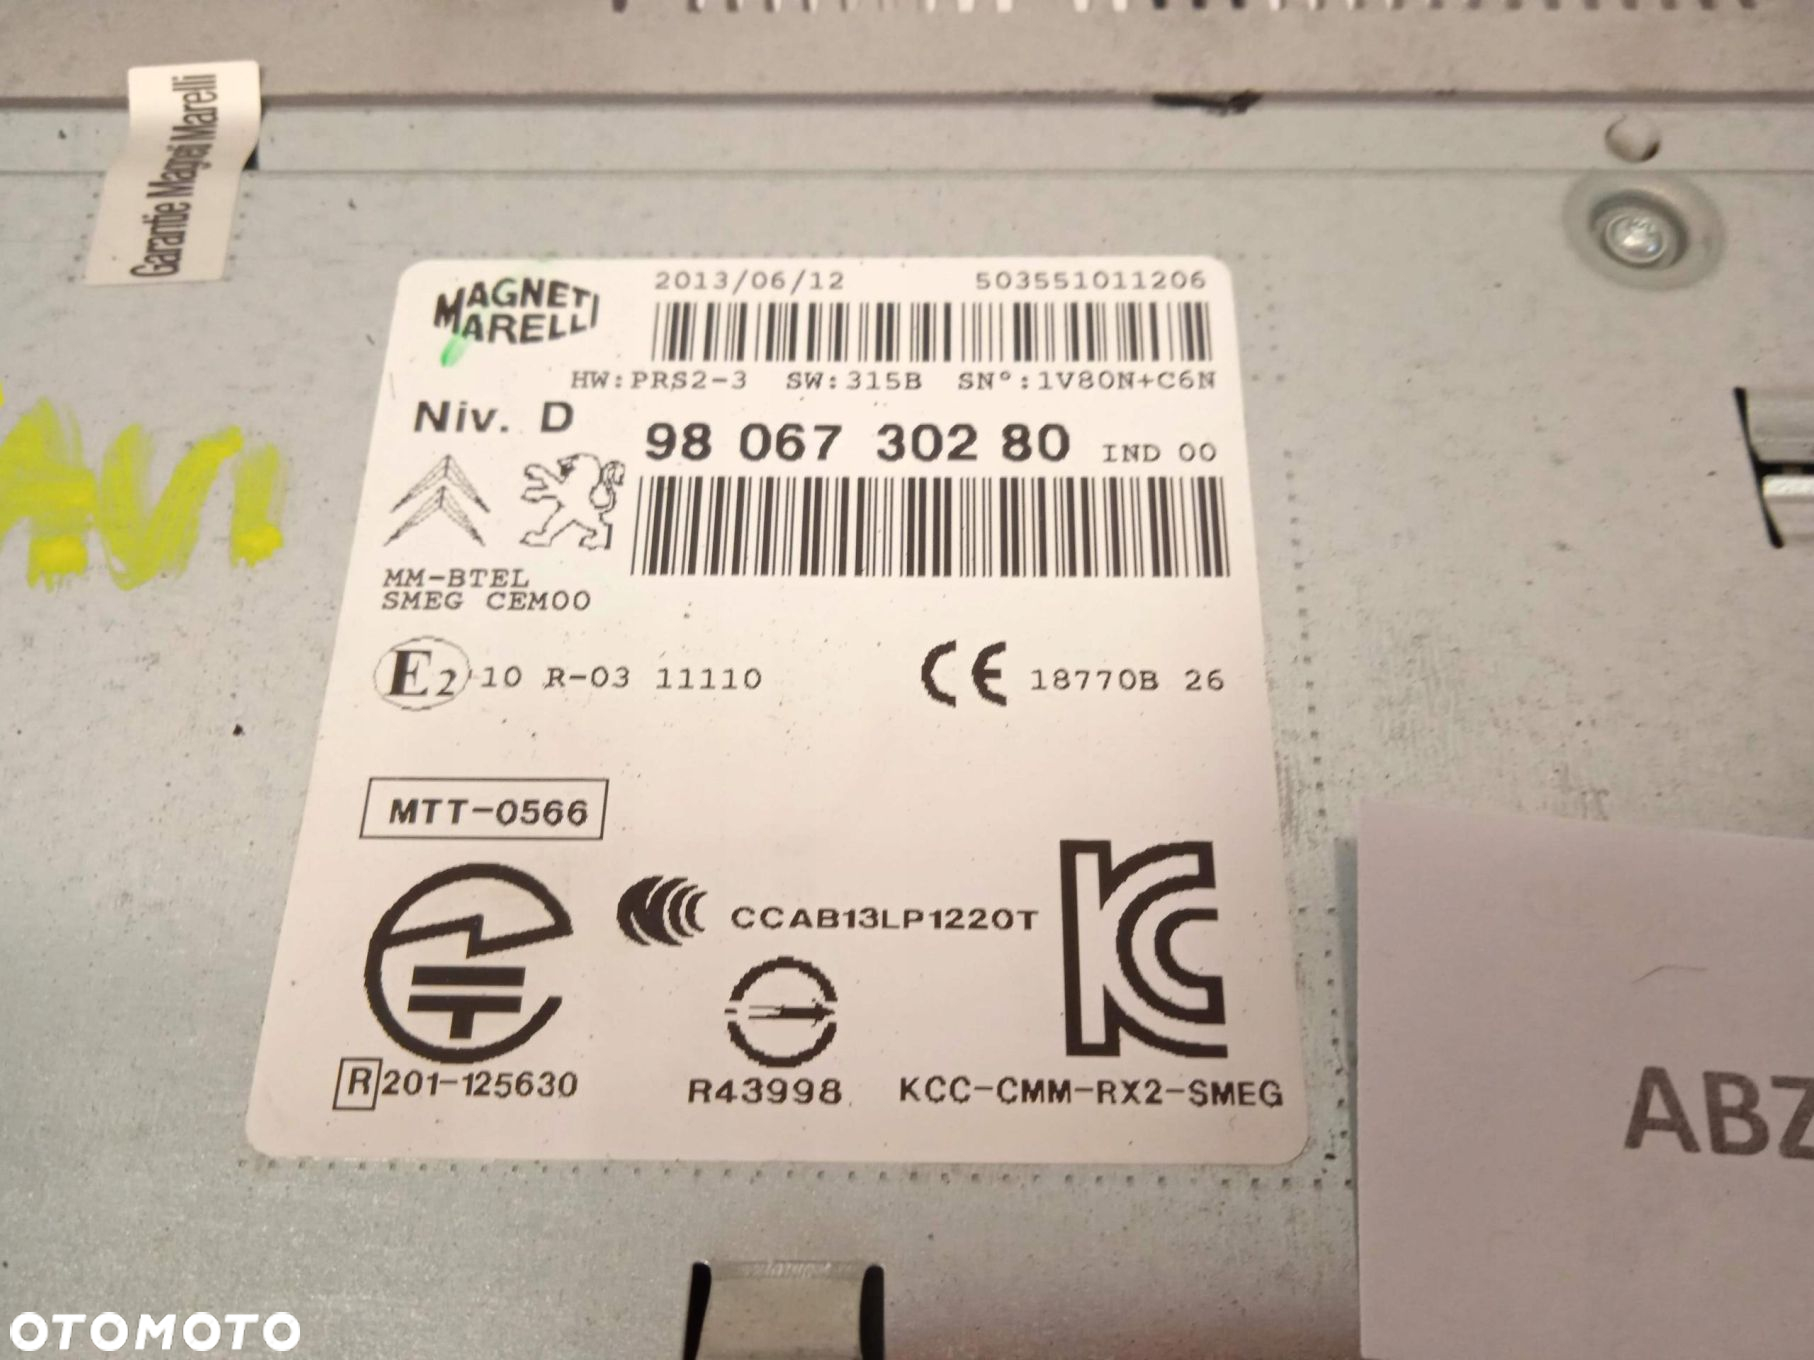 Garantie Magneti Marelli
MAGNETI
MARELLI
2013/06/12 503551011206
HW:PRS2-3 SW:315B SN°:1V80N+C6N
Niv. D
98 067 302 80 IND 00
MM-BTEL
SMEG CEM00
E2 10 R-03 11110
CE 18770B 26
MTT-0566
CCAB13LP1220T
R 201-125630
R43998
KCC-CMM-RX2-SMEG
ABZ
OTOMOTO